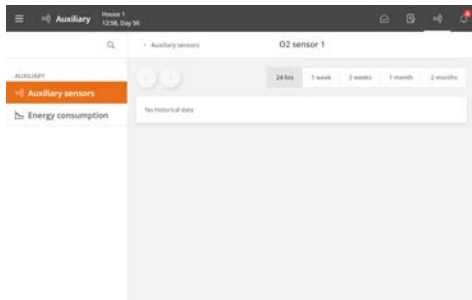 Auxiliary
House 1
12:58, Day 56
Auxiliary sensors
O2 sensor 1
AUXILIARY
24 hrs
1 week
3 weeks
1 month
2 months
Auxiliary sensors
Energy consumption
No historical data